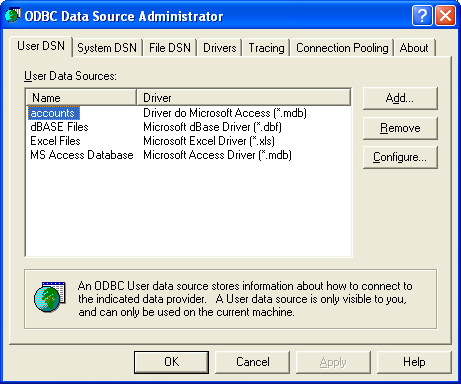 ODBC Data Source Administrator
User DSN System DSN File DSN Drivers Tracing Connection Pooling About
User Data Sources:
Name Driver
accounts Driver do Microsoft Access (*.mdb)
dBASE Files Microsoft dBase Driver (*.dbf)
Excel Files Microsoft Excel Driver (*.xls)
MS Access Database Microsoft Access Driver (*.mdb)
Add...
Remove
Configure...
An ODBC User data source stores information about how to connect to
the indicated data provider. A User data source is only visible to you,
and can only be used on the current machine.
OK Cancel Apply Help